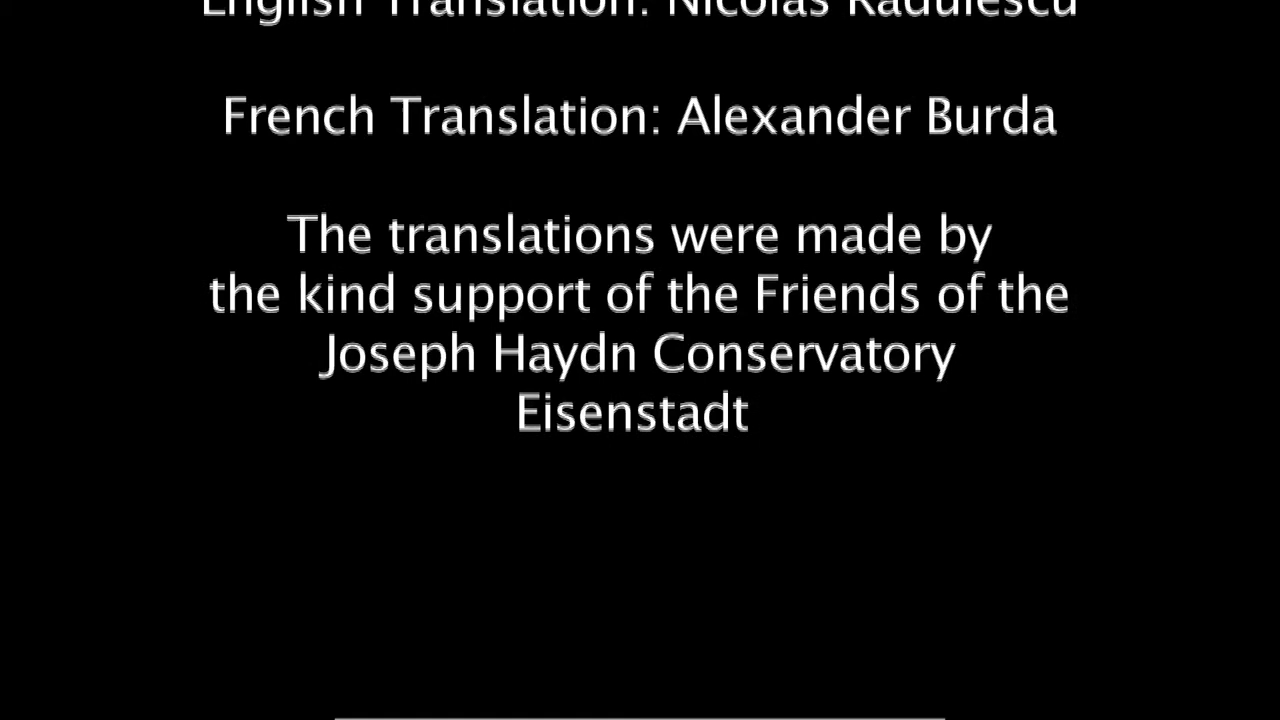 English Translation: Nicolas Radulescu
French Translation: Alexander Burda
The translations were made by
the kind support of the Friends of the
Joseph Haydn Conservatory
Eisenstadt